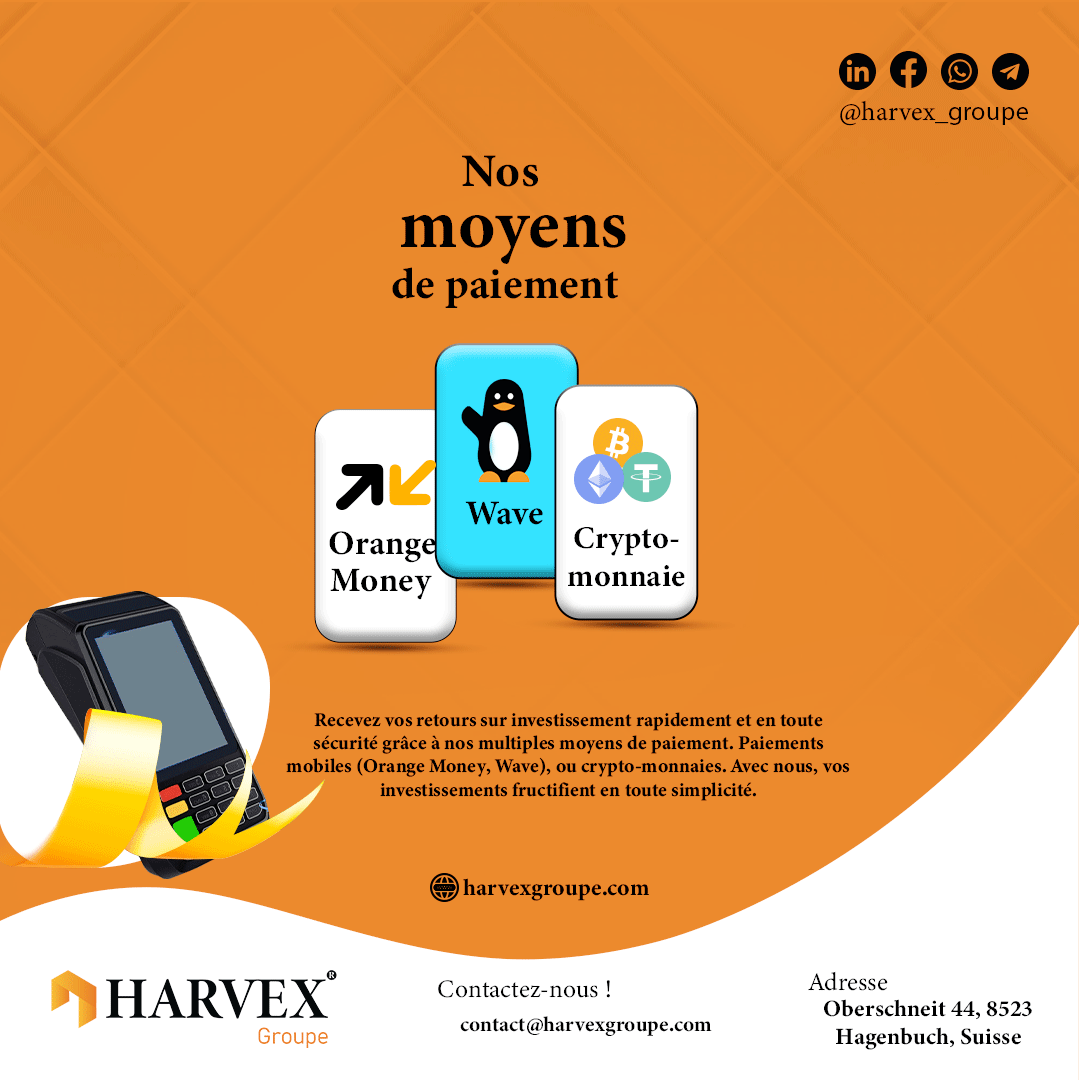 @harvex_groupe
Nos
moyens
de paiement
Orange
Money
Wave
Crypto-
monnaie
Recevez vos retours sur investissement rapidement et en toute
sécurité grâce à nos multiples moyens de paiement. Paiements
mobiles (Orange Money, Wave), ou crypto-monnaies. Avec nous, vos
investissements fructifient en toute simplicité.
harvexgroupe.com
HARVEX®
Groupe
Contactez-nous !
contact@harvexgroupe.com
Adresse
Oberschneit 44, 8523
Hagenbuch, Suisse